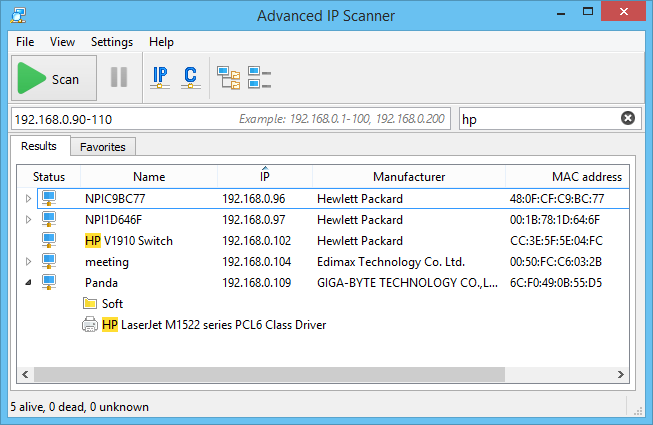 Advanced IP Scanner
File View Settings Help
Scan IP C
192.168.0.90-110 Example: 192.168.0.1-100, 192.168.0.200 hp
Results Favorites
Status Name IP Manufacturer MAC address
NPIC9BC77 192.168.0.96 Hewlett Packard 48:0F:CF:C9:BC:77
NPI1D646F 192.168.0.97 Hewlett Packard 00:1B:78:1D:64:6F
HP V1910 Switch 192.168.0.102 Hewlett Packard CC:3E:5F:5E:04:FC
meeting 192.168.0.104 Edimax Technology Co. Ltd. 00:50:FC:C6:03:2B
Panda 192.168.0.109 GIGA-BYTE TECHNOLOGY CO.,L... 6C:F0:49:0B:55:D5
Soft
HP LaserJet M1522 series PCL6 Class Driver
5 alive, 0 dead, 0 unknown